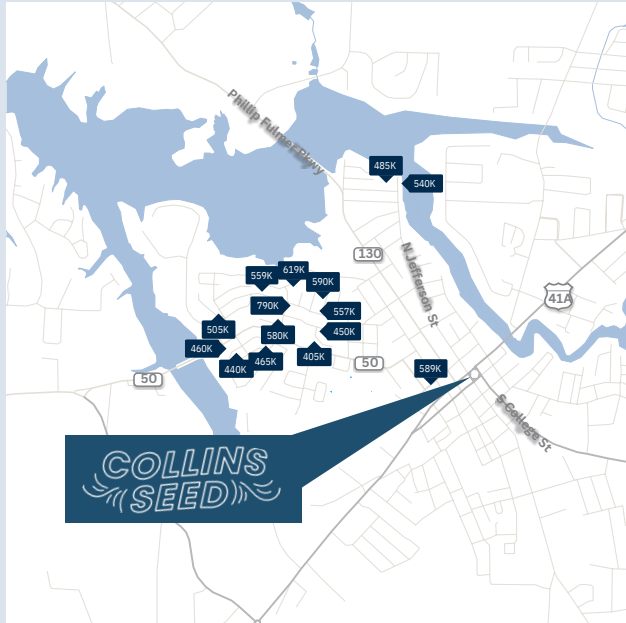 Phillip Fulmer Pkwy
485K
540K
130
N Jefferson St
619K
559K
590K
41A
790K
557K
505K
580K
450K
460K
405K
465K
50
440K
589K
50
S College St
COLLINS
SEED